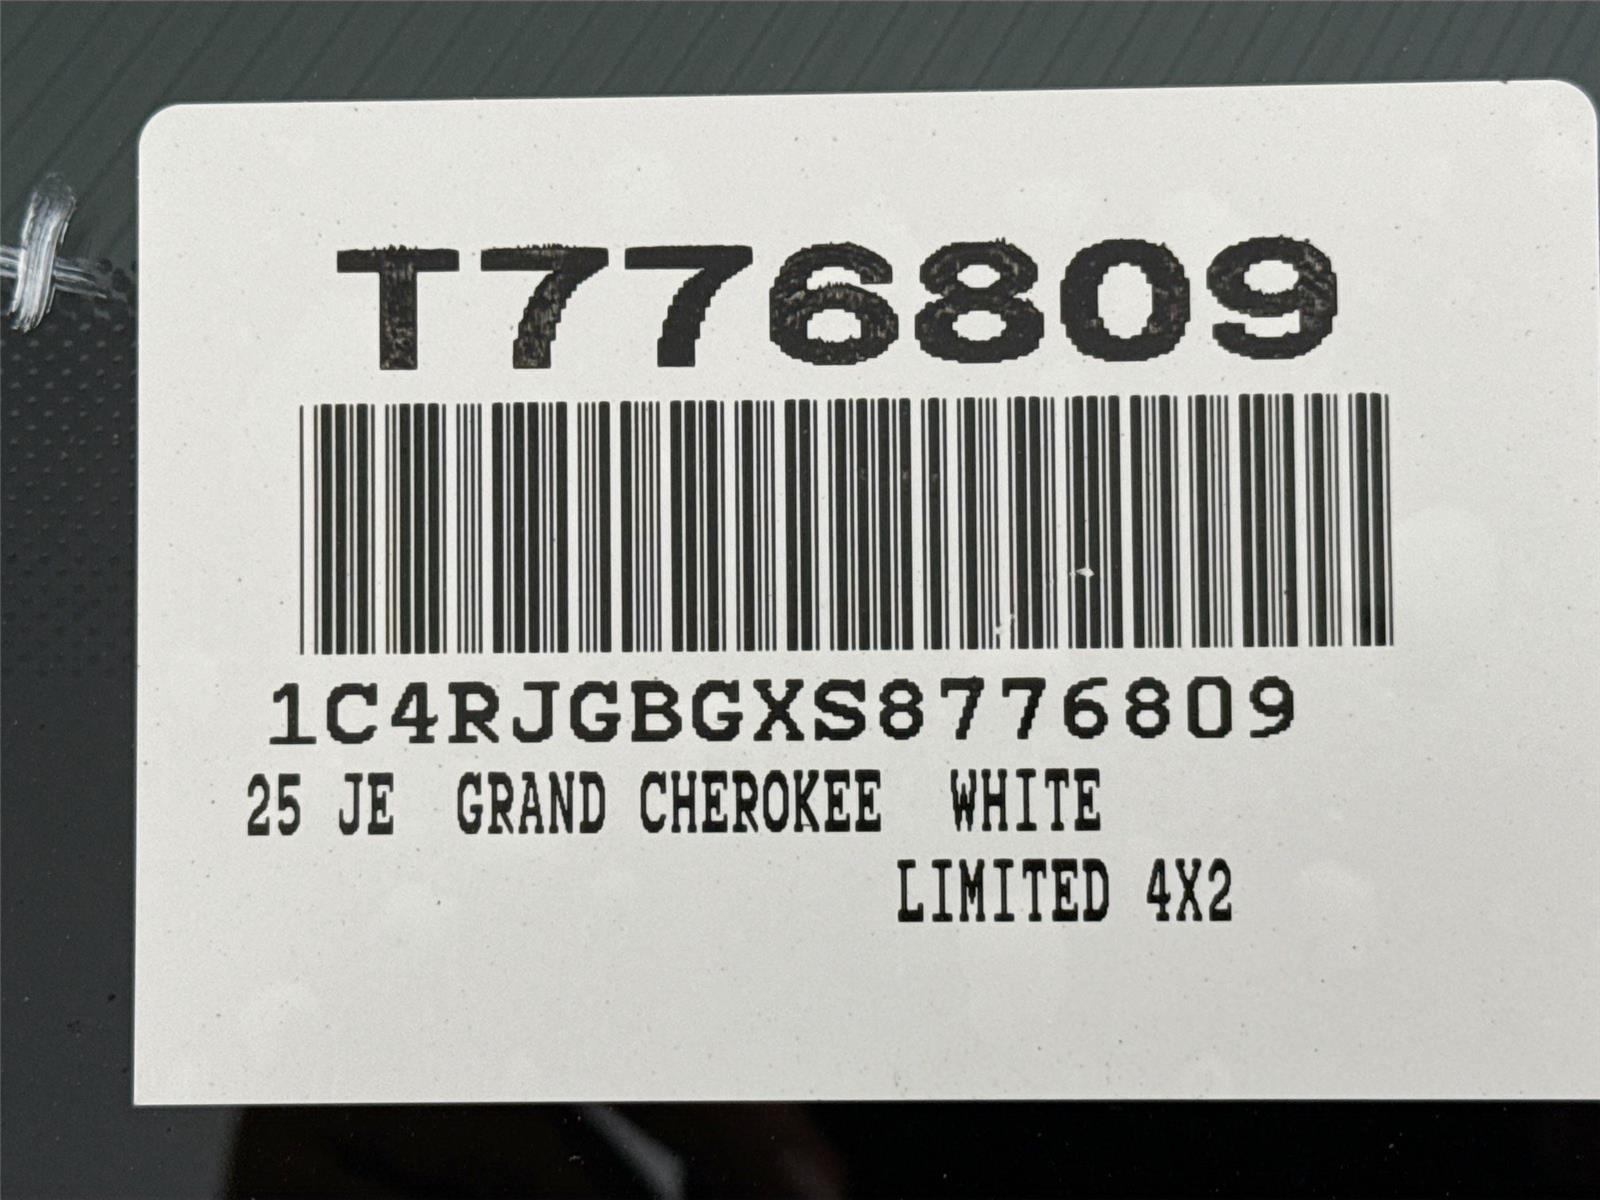 T776809
1C4RJGBGXS8776809
25 JE GRAND CHEROKEE WHITE
LIMITED 4X2